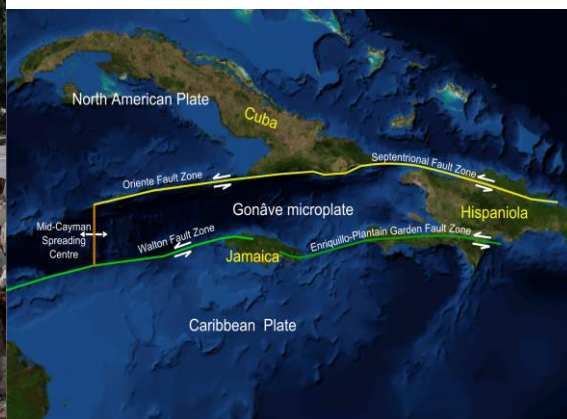 North American Plate
Cuba
Septentrional Fault Zone
Oriente Fault Zone
Gonâve microplate
Hispaniola
Mid-Cayman
Spreading
Centre
Walton Fault Zone
Enriquillo-Plantain Garden Fault Zone
Jamaica
Caribbean Plate